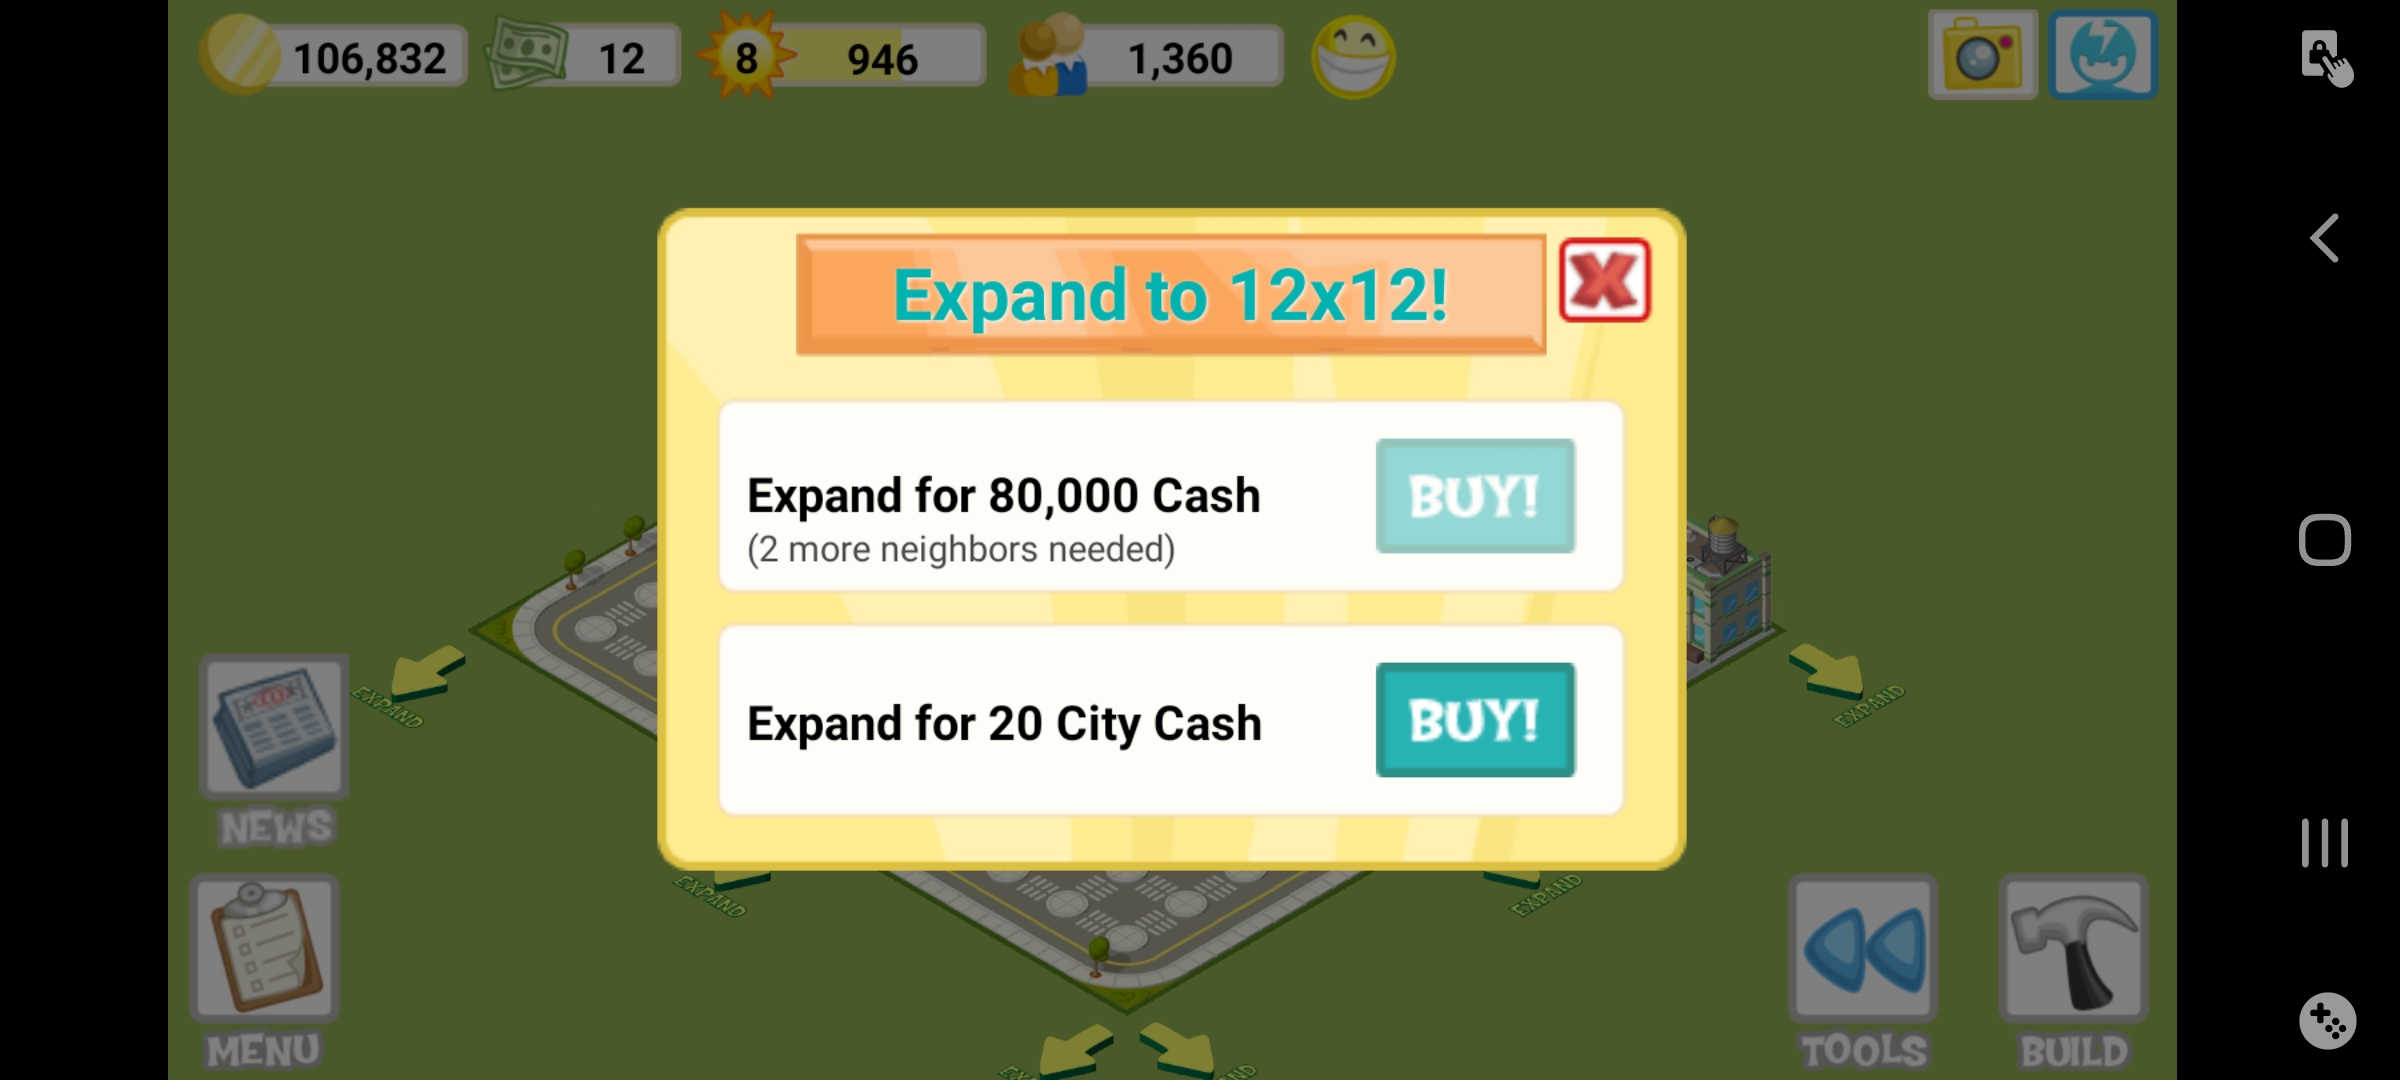 106,832
12
8
946
1,360
Expand to 12x12!
Expand for 80,000 Cash
(2 more neighbors needed)
BUY!
Expand for 20 City Cash
BUY!
EXPAND
EXPAND
NEWS
EXPAND
EXPAND
MENU
TOOLS
BUILD